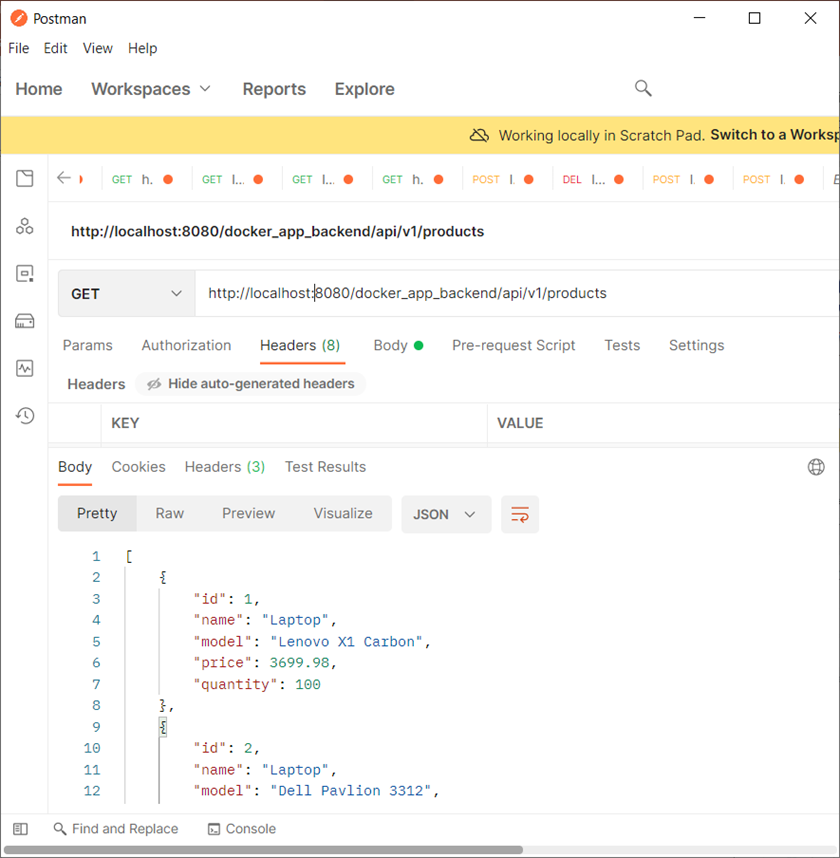 Postman
File Edit View Help
Home Workspaces Reports Explore
Working locally in Scratch Pad. Switch to a Worksp
GET h. GET l... GET l... GET h. POST l. DEL l... POST l. POST l.
http://localhost:8080/docker_app_backend/api/v1/products
GET http://localhost:8080/docker_app_backend/api/v1/products
Params Authorization Headers (8) Body Pre-request Script Tests Settings
Headers Hide auto-generated headers
KEY VALUE
Body Cookies Headers (3) Test Results
Pretty Raw Preview Visualize JSON
1 [
2 {
3 "id": 1,
4 "name": "Laptop",
5 "model": "Lenovo X1 Carbon",
6 "price": 3699.98,
7 "quantity": 100
8 },
9 {
10 "id": 2,
11 "name": "Laptop",
12 "model": "Dell Pavlion 3312",
Find and Replace Console